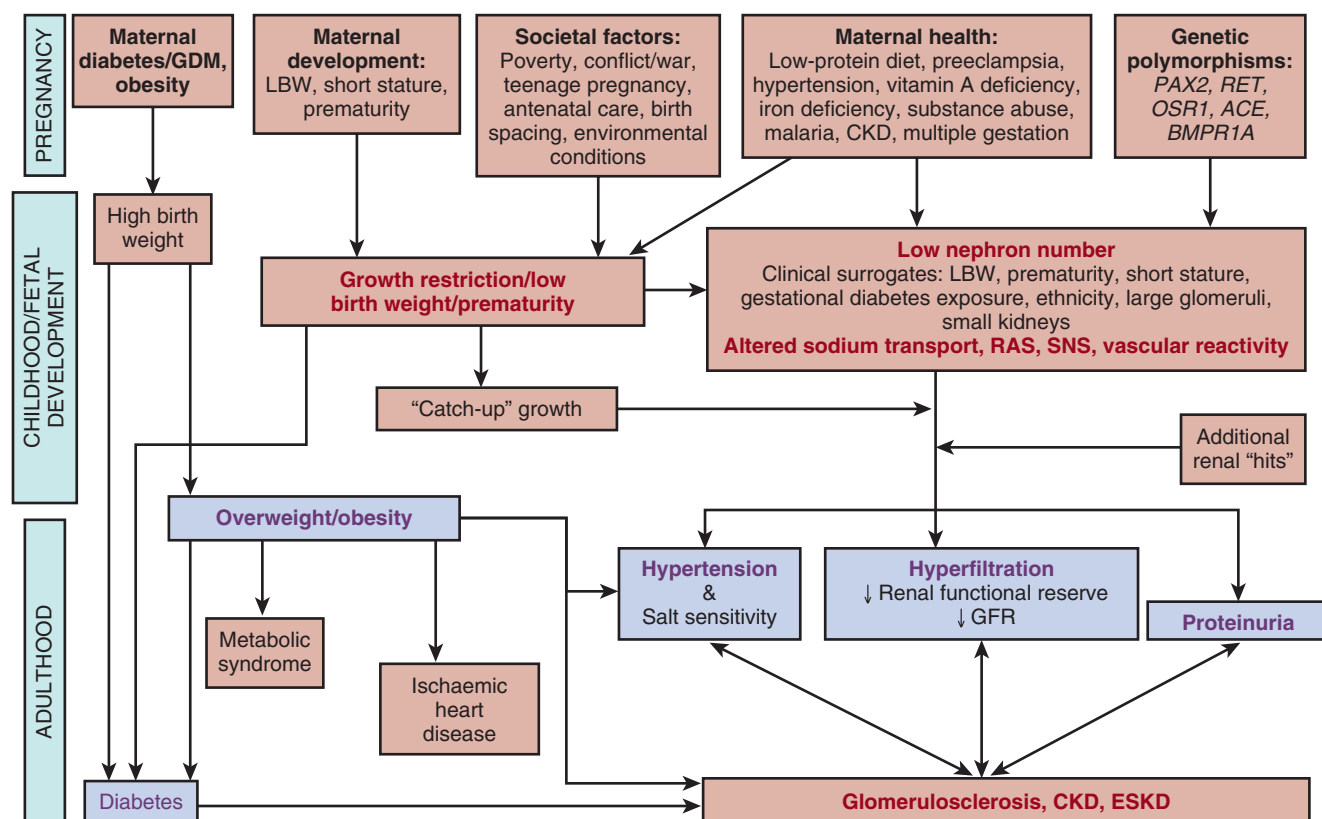 PREGNANCY
Maternal
diabetes/GDM,
obesity
Maternal
development:
LBW, short stature,
prematurity
Societal factors:
Poverty, conflict/war,
teenage pregnancy,
antenatal care, birth
spacing, environmental
conditions
Maternal health:
Low-protein diet, preeclampsia,
hypertension, vitamin A deficiency,
iron deficiency, substance abuse,
malaria, CKD, multiple gestation
Genetic
polymorphisms:
PAX2, RET,
OSR1, ACE,
BMPR1A
CHILDHOOD/FETAL
DEVELOPMENT
High birth
weight
Growth restriction/low
birth weight/prematurity
Low nephron number
Clinical surrogates: LBW, prematurity, short stature,
gestational diabetes exposure, ethnicity, large glomeruli,
small kidneys
Altered sodium transport, RAS, SNS, vascular reactivity
“Catch-up” growth
Additional
renal “hits”
ADULTHOOD
Overweight/obesity
Hypertension
&
Salt sensitivity
Hyperfiltration
↓ Renal functional reserve
↓ GFR
Proteinuria
Metabolic
syndrome
Ischaemic
heart
disease
Diabetes
Glomerulosclerosis, CKD, ESKD